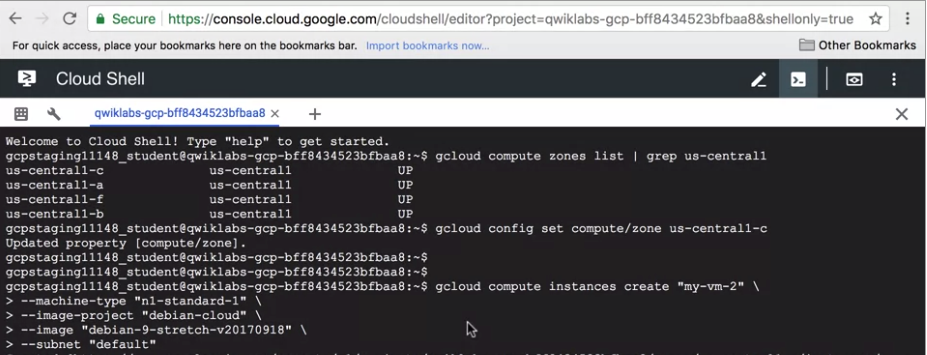 Secure https://console.cloud.google.com/cloudshell/editor?project=qwiklabs-gcp-bff8434523bfbaa8&shellonly=true
For quick access, place your bookmarks here on the bookmarks bar. Import bookmarks now... Other Bookmarks
Cloud Shell
qwiklabs-gcp-bff8434523bfbaa8
Welcome to Cloud Shell! Type "help" to get started.
gcpstaging11148_student@qwiklabs-gcp-bff8434523bfbaa8:~$ gcloud compute zones list | grep us-central1
us-central1-c us-central1 UP
us-central1-a us-central1 UP
us-central1-f us-central1 UP
us-central1-b us-central1 UP
gcpstaging11148_student@qwiklabs-gcp-bff8434523bfbaa8:~$ gcloud config set compute/zone us-central1-c
Updated property [compute/zone].
gcpstaging11148_student@qwiklabs-gcp-bff8434523bfbaa8:~$
gcpstaging11148_student@qwiklabs-gcp-bff8434523bfbaa8:~$
gcpstaging11148_student@qwiklabs-gcp-bff8434523bfbaa8:~$ gcloud compute instances create "my-vm-2" \
> --machine-type "n1-standard-1" \
> --image-project "debian-cloud" \
> --image "debian-9-stretch-v20170918" \
> --subnet "default"